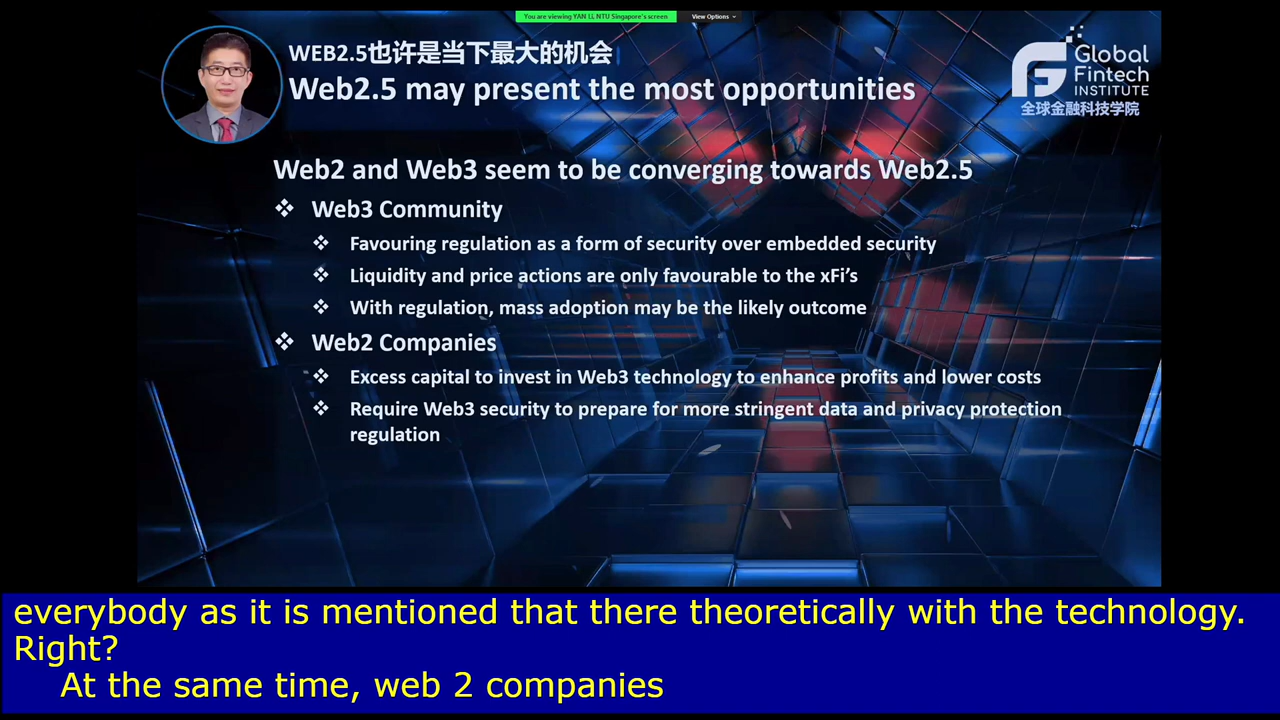 You are viewing YAN LI, NTU Singapore's screen
View Options
WEB2.5也许是当下最大的机会
Web2.5 may present the most opportunities
Global
Fintech
INSTITUTE
全球金融科技学院
Web2 and Web3 seem to be converging towards Web2.5
Web3 Community
Favouring regulation as a form of security over embedded security
Liquidity and price actions are only favourable to the xFi’s
With regulation, mass adoption may be the likely outcome
Web2 Companies
Excess capital to invest in Web3 technology to enhance profits and lower costs
Require Web3 security to prepare for more stringent data and privacy protection
regulation
everybody as it is mentioned that there theoretically with the technology.
Right?
At the same time, web 2 companies